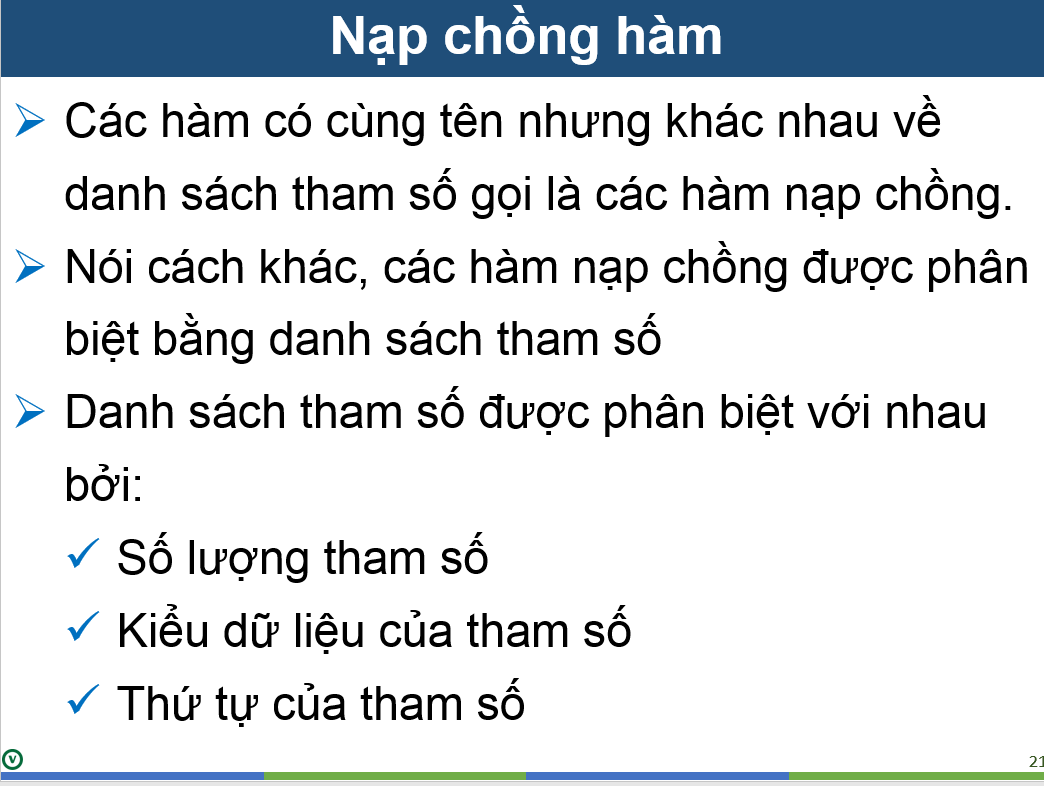 Nạp chồng hàm
Các hàm có cùng tên nhưng khác nhau về
danh sách tham số gọi là các hàm nạp chồng.
Nói cách khác, các hàm nạp chồng được phân
biệt bằng danh sách tham số
Danh sách tham số được phân biệt với nhau
bởi:
Số lượng tham số
Kiểu dữ liệu của tham số
Thứ tự của tham số
V
21